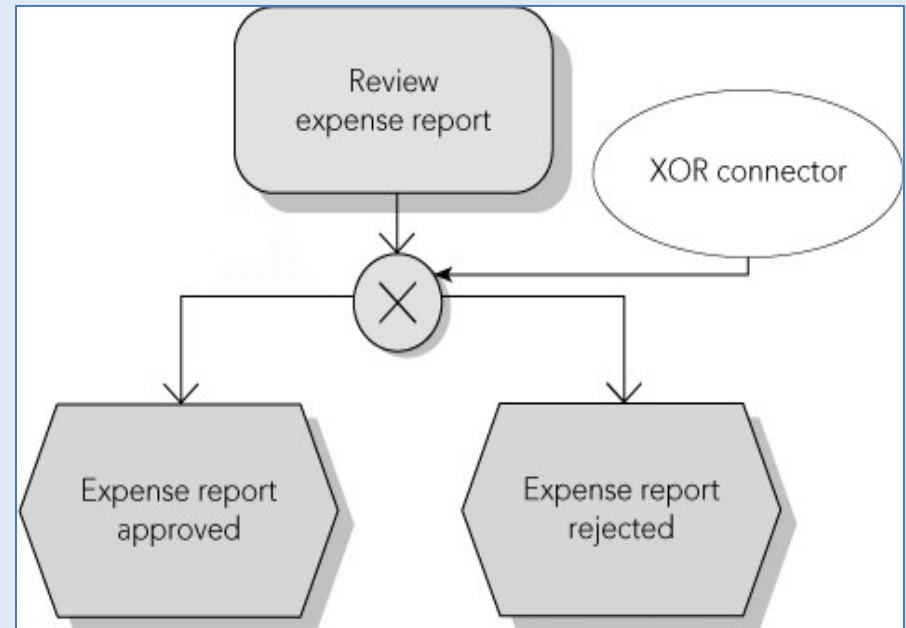 Review
expense report
XOR connector
Expense report
approved
Expense report
rejected